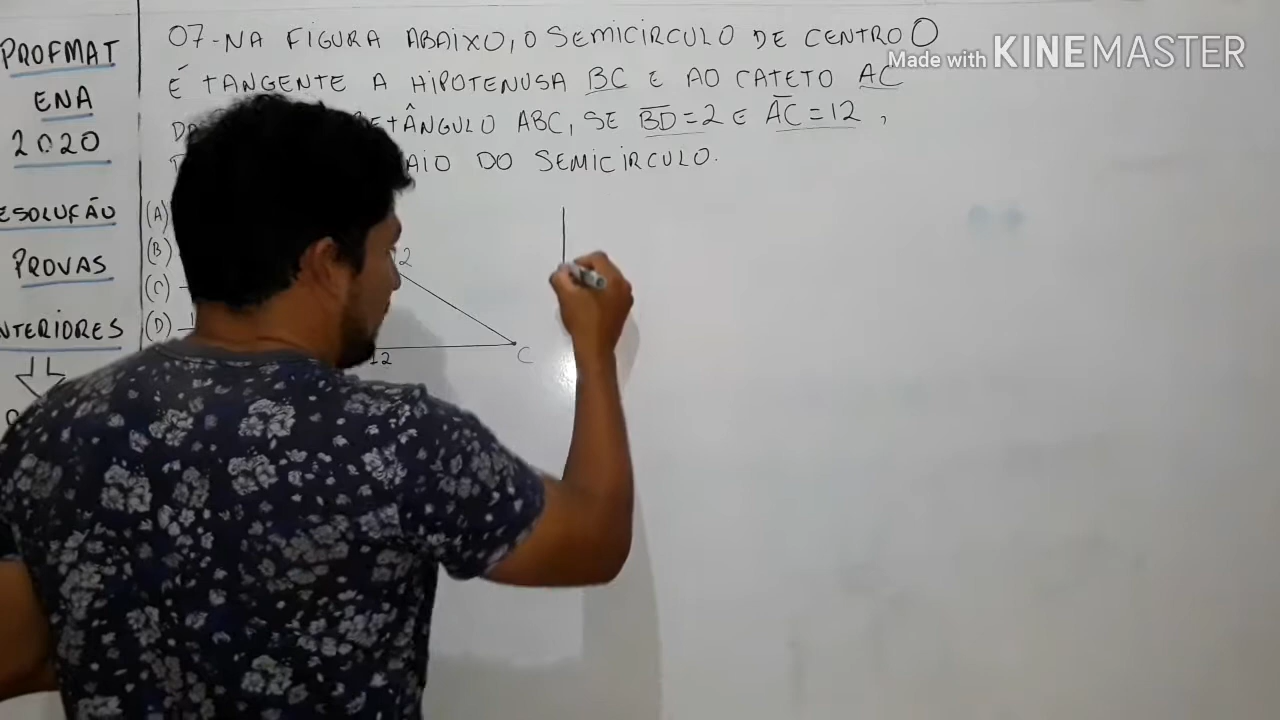 PROFMAT
ENA
2020
ESOLUÇÃO
PROVAS
NTERIORES
07-NA FIGURA ABAIXO, O SEMICIRCULO DE CENTRO O
É TANGENTE A HIPOTENUSA BC E AO CATETO AC
ETÂNGULO ABC, SE BD=2 E AC=12,
AIO DO SEMICIRCULO.
(A)
(B)
(C)
(D)
2
12
C
Made with KINEMASTER